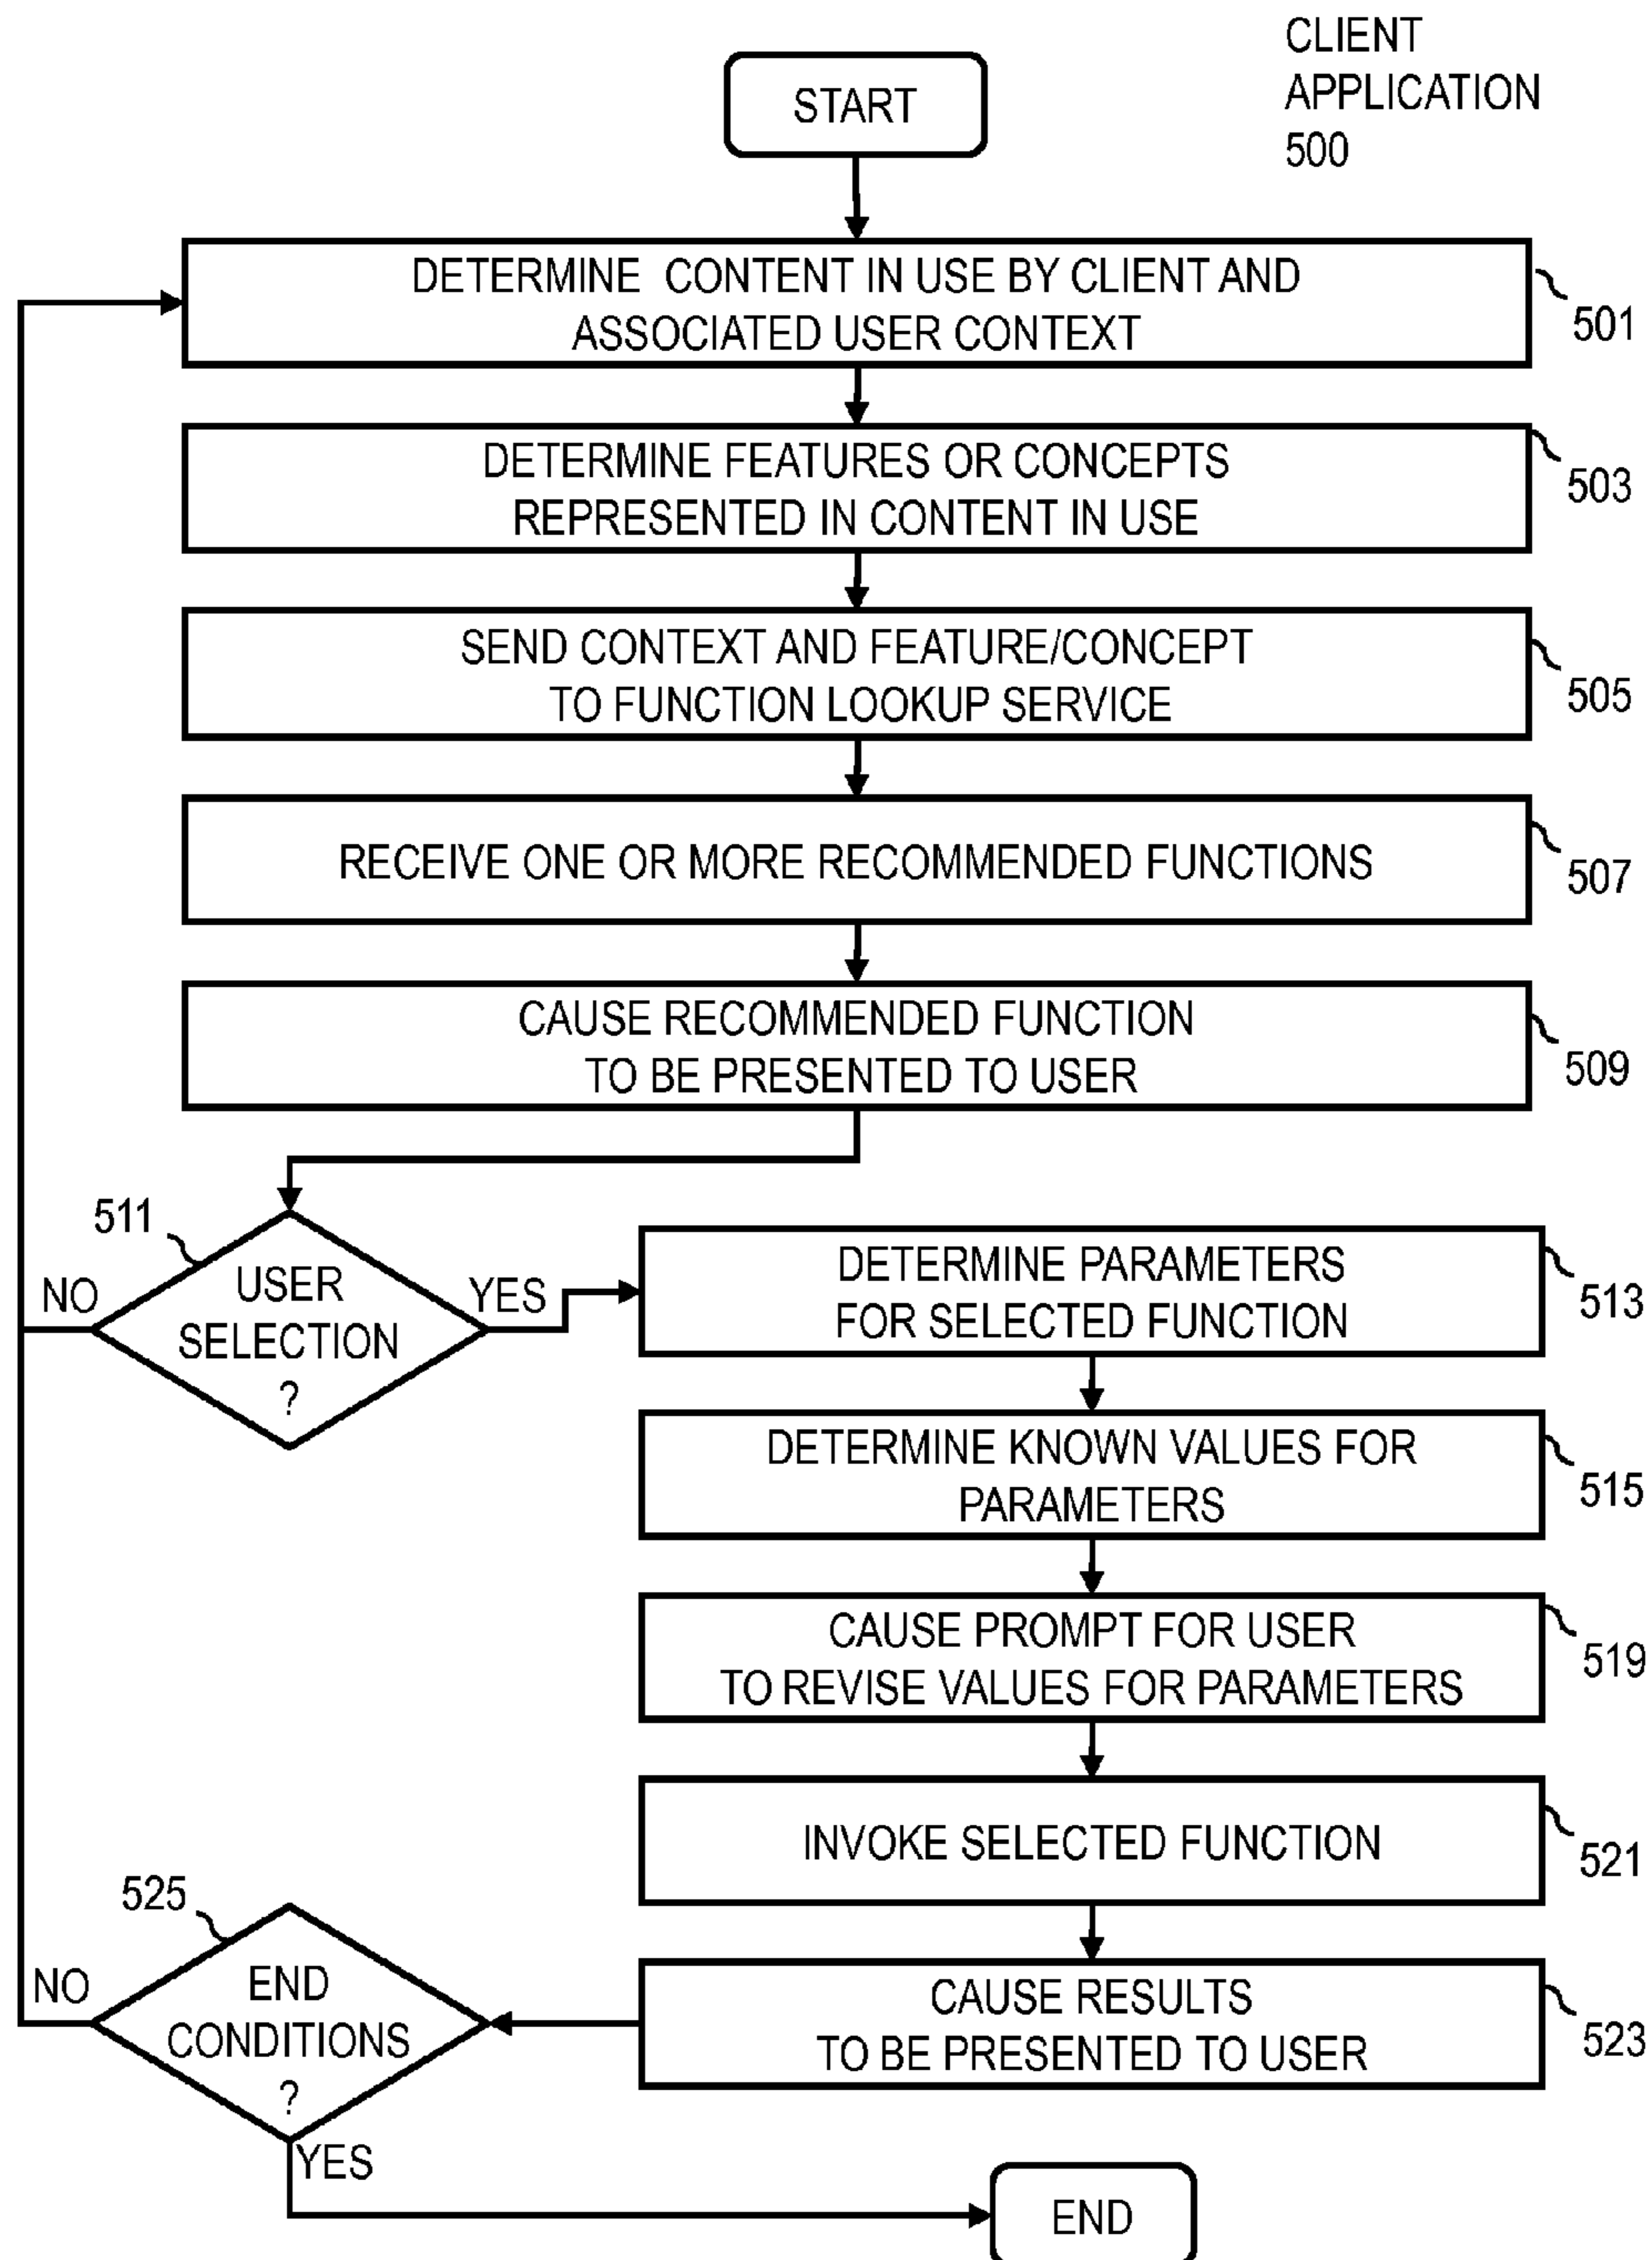 CLIENT
APPLICATION
500
START
DETERMINE CONTENT IN USE BY CLIENT AND
ASSOCIATED USER CONTEXT
501
DETERMINE FEATURES OR CONCEPTS
REPRESENTED IN CONTENT IN USE
503
SEND CONTEXT AND FEATURE/CONCEPT
TO FUNCTION LOOKUP SERVICE
505
RECEIVE ONE OR MORE RECOMMENDED FUNCTIONS
507
CAUSE RECOMMENDED FUNCTION
TO BE PRESENTED TO USER
509
511
USER
SELECTION
?
NO
YES
DETERMINE PARAMETERS
FOR SELECTED FUNCTION
513
DETERMINE KNOWN VALUES FOR
PARAMETERS
515
CAUSE PROMPT FOR USER
TO REVISE VALUES FOR PARAMETERS
519
INVOKE SELECTED FUNCTION
521
CAUSE RESULTS
TO BE PRESENTED TO USER
523
525
END
CONDITIONS
?
NO
YES
END